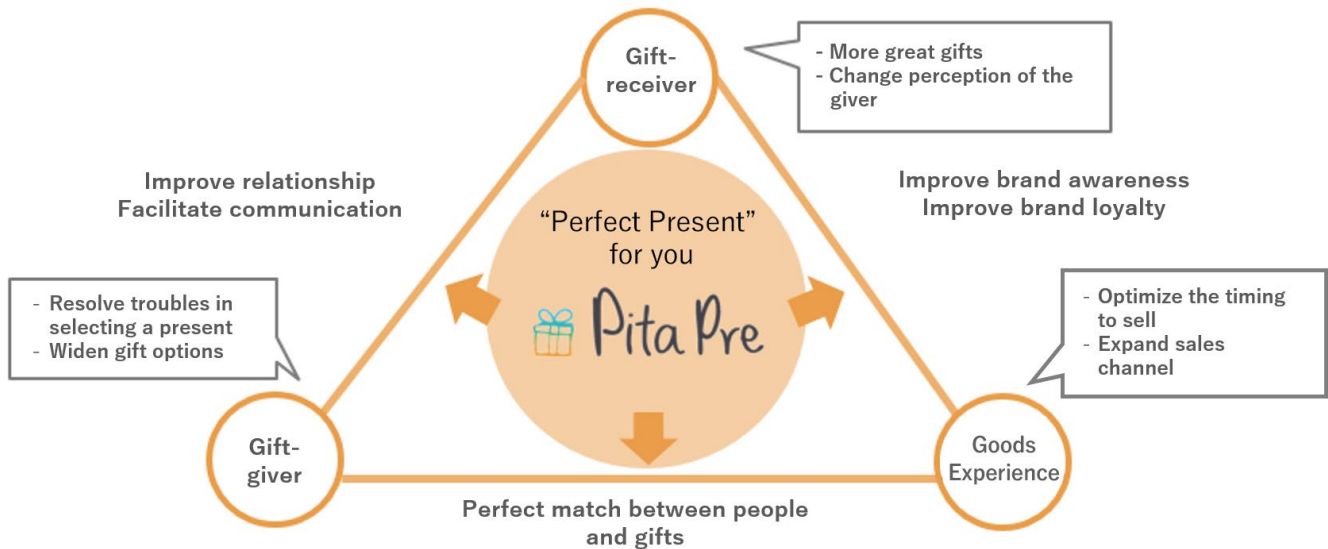 Gift-
receiver
- More great gifts
- Change perception of the
giver
Improve relationship
Facilitate communication
Improve brand awareness
Improve brand loyalty
“Perfect Present”
for you
Pita Pre
- Resolve troubles in
selecting a present
- Widen gift options
- Optimize the timing
to sell
- Expand sales
channel
Gift-
giver
Goods
Experience
Perfect match between people
and gifts